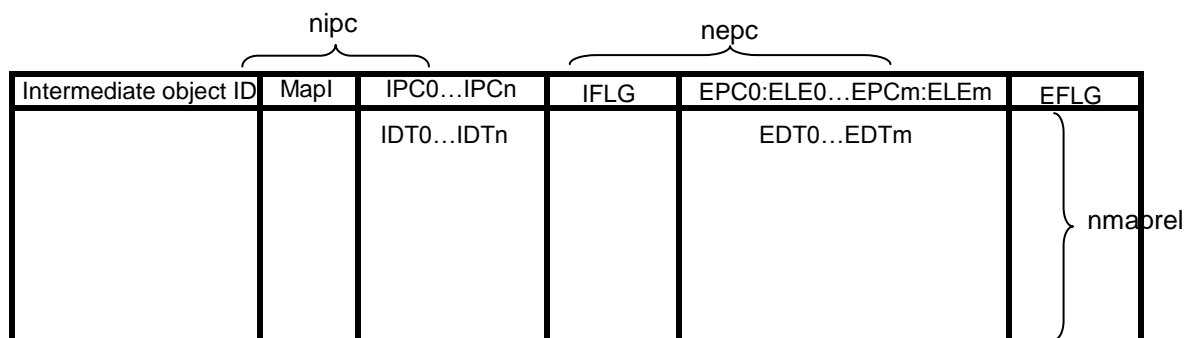 nipc nepc
Intermediate object ID MapI IPC0…IPCn IFLG EPC0:ELE0…EPCm:ELEm EFLG
IDT0…IDTn EDT0…EDTm
nmaprel